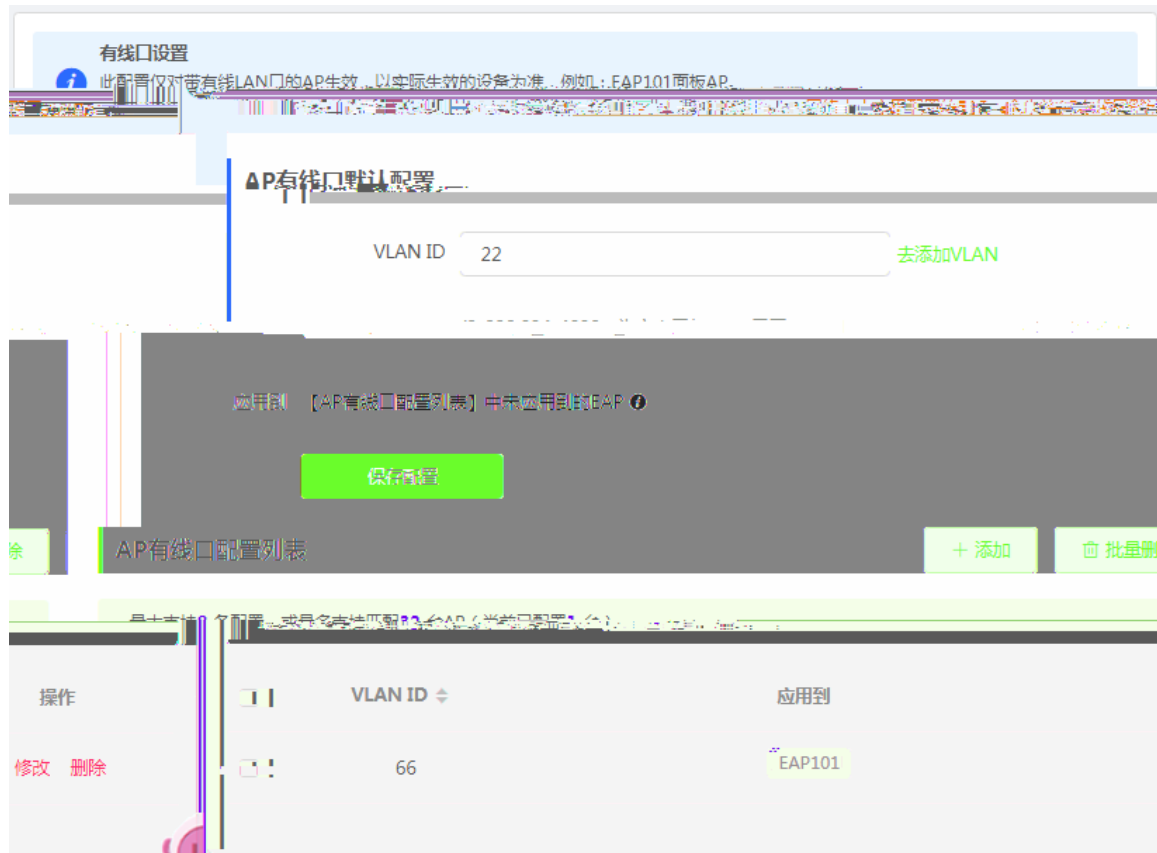 有线口设置
此配置仅对带有线LAN口的AP生效，以实际生效的设备为准，例如：EAP101面板AP。
AP有线口默认配置
VLAN ID 22 去添加VLAN
应用到 【AP有线口配置列表】中未应用到的EAP
保存配置
除 AP有线口配置列表 + 添加 批量删
操作 VLAN ID 应用到
修改 删除 66 EAP101